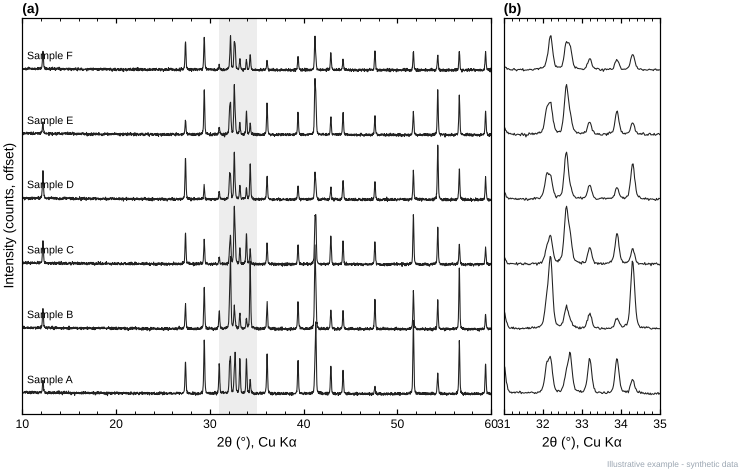 (a)
(b)
Intensity (counts, offset)
Sample F
Sample E
Sample D
Sample C
Sample B
Sample A
10 20 30 40 50 60
31 32 33 34 35
2θ (°), Cu Kα
2θ (°), Cu Kα
Illustrative example - synthetic data